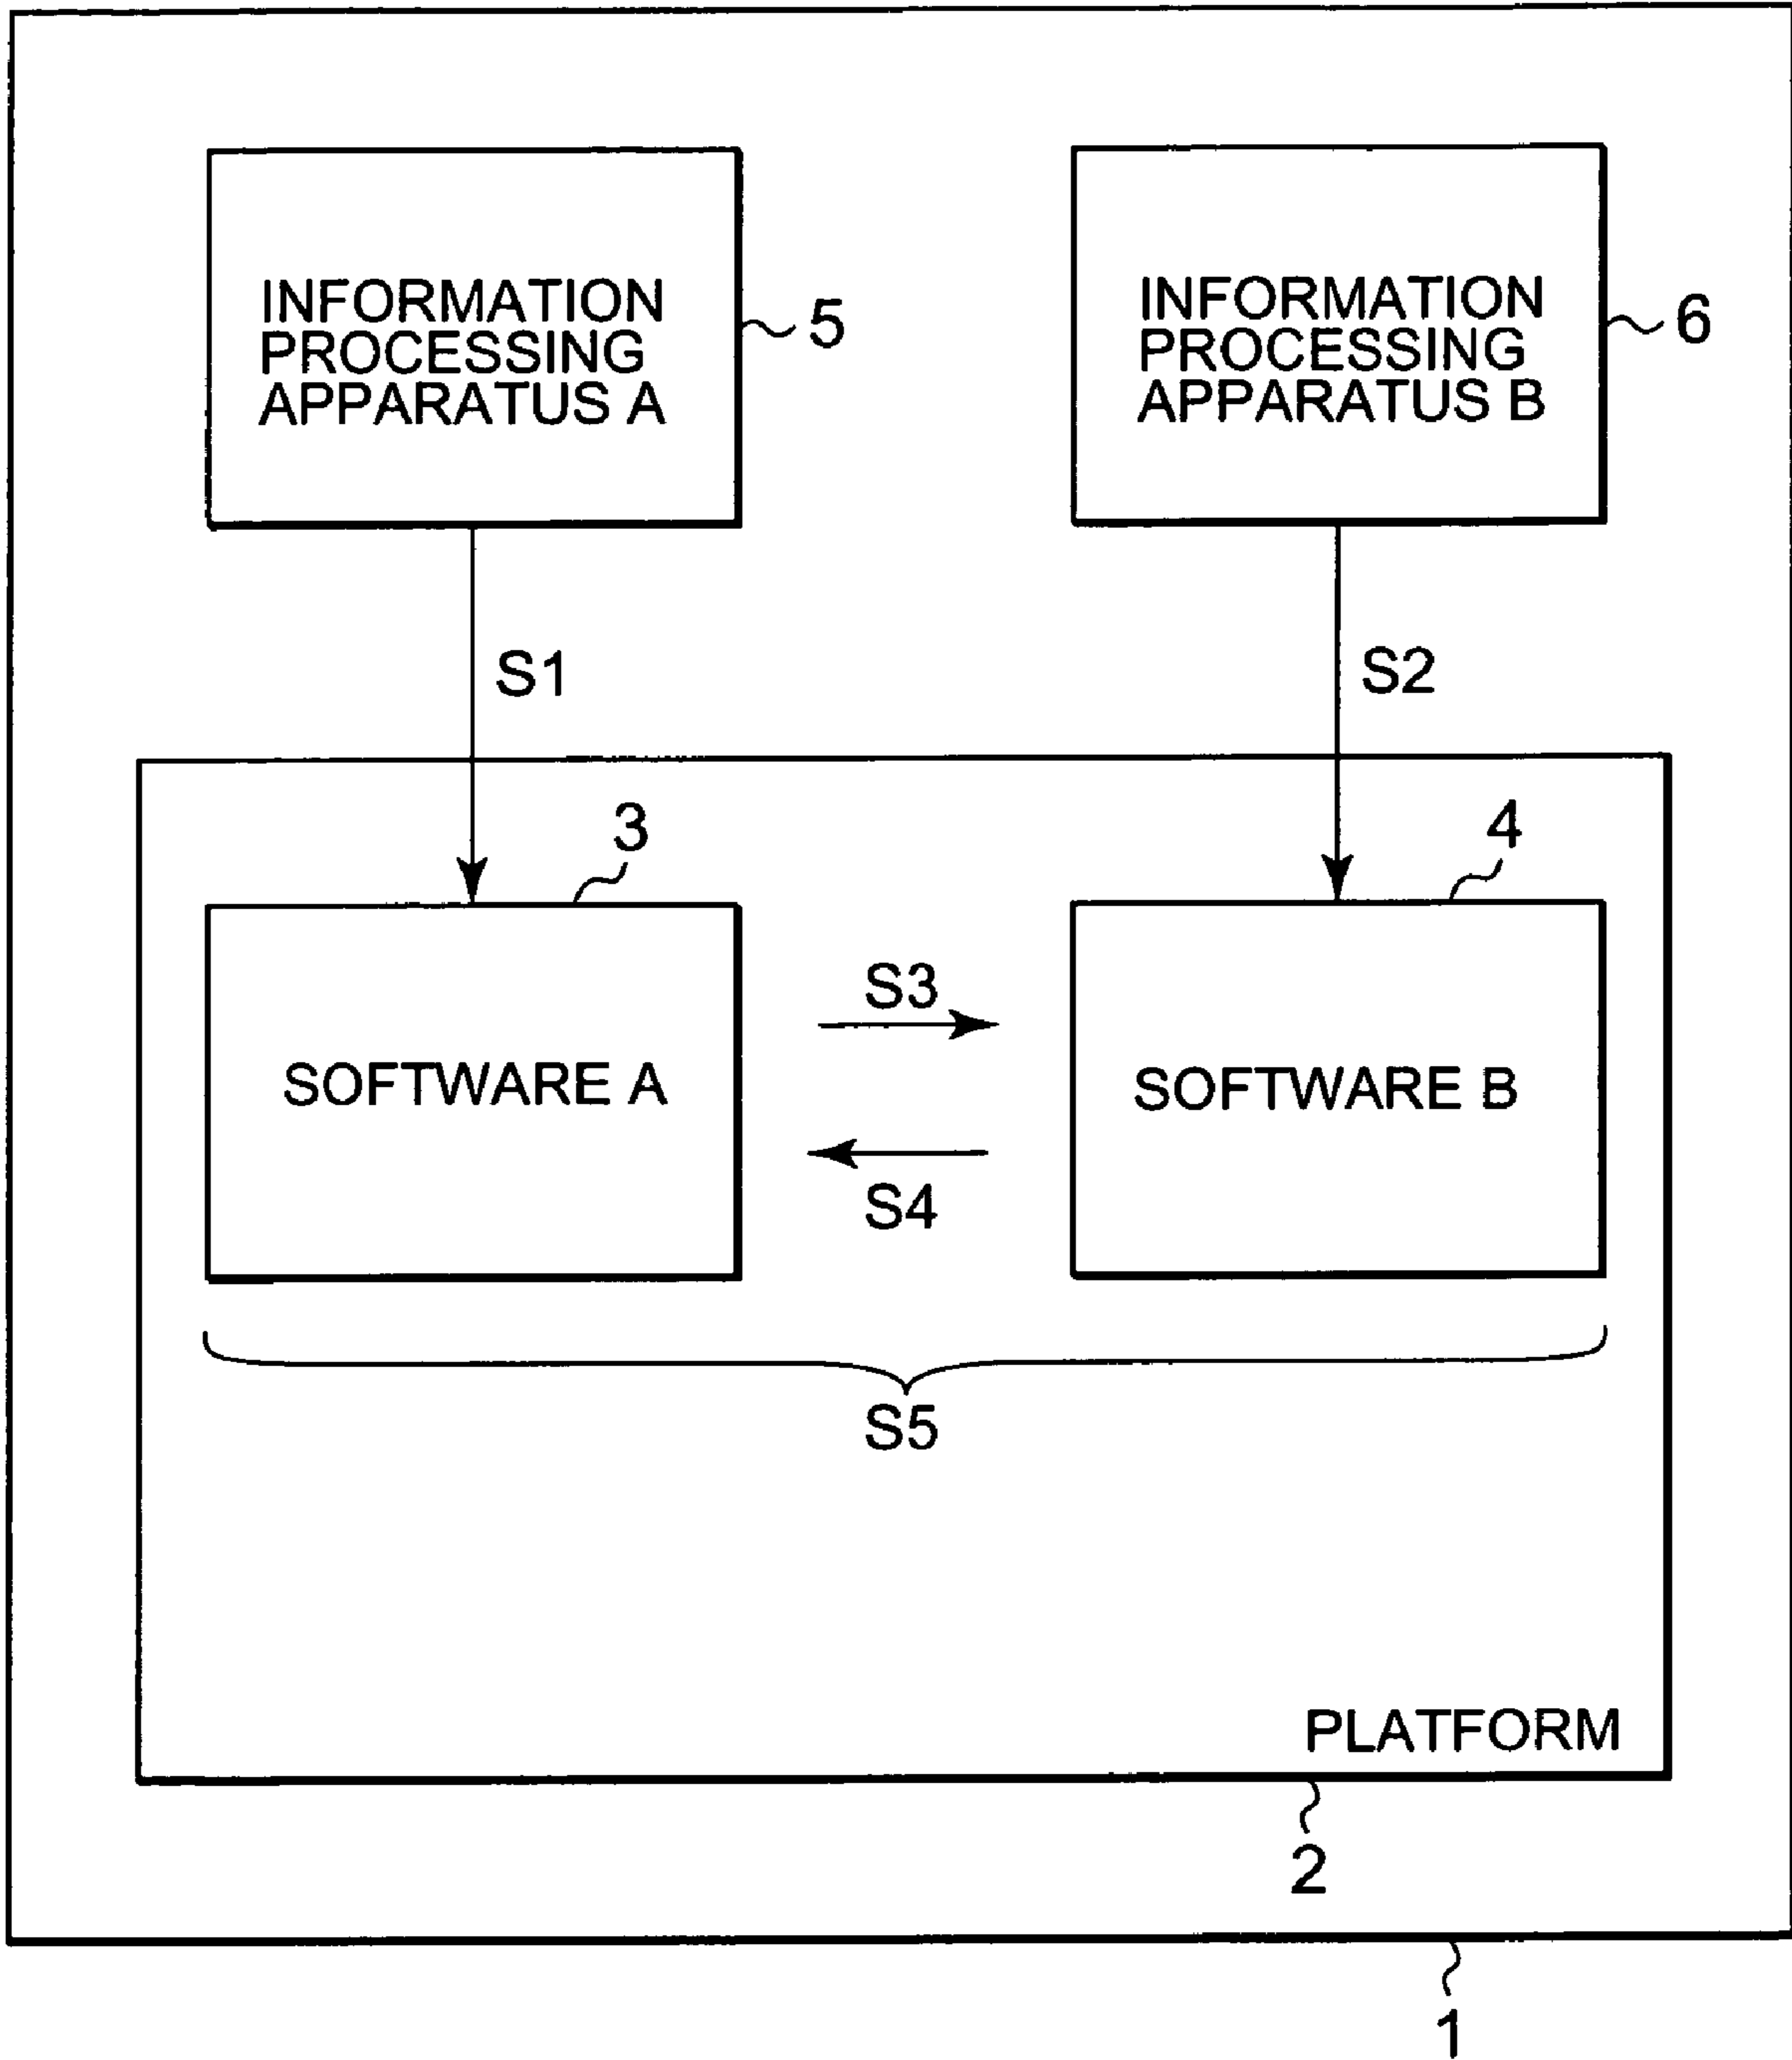 INFORMATION
PROCESSING
APPARATUS A
5
INFORMATION
PROCESSING
APPARATUS B
6
S1
S2
3
4
SOFTWARE A
S3
S4
SOFTWARE B
S5
PLATFORM
2
1